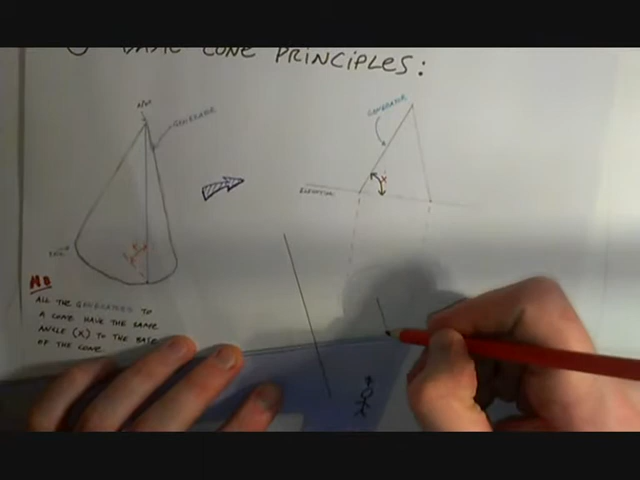 BASIC CONE PRINCIPLES:
GENERATOR
GENERATOR
X
ELEVATION
X
NB
ALL THE GENERATORS TO
A CONE HAVE THE SAME
ANGLE (X) TO THE BASE
OF THE CONE